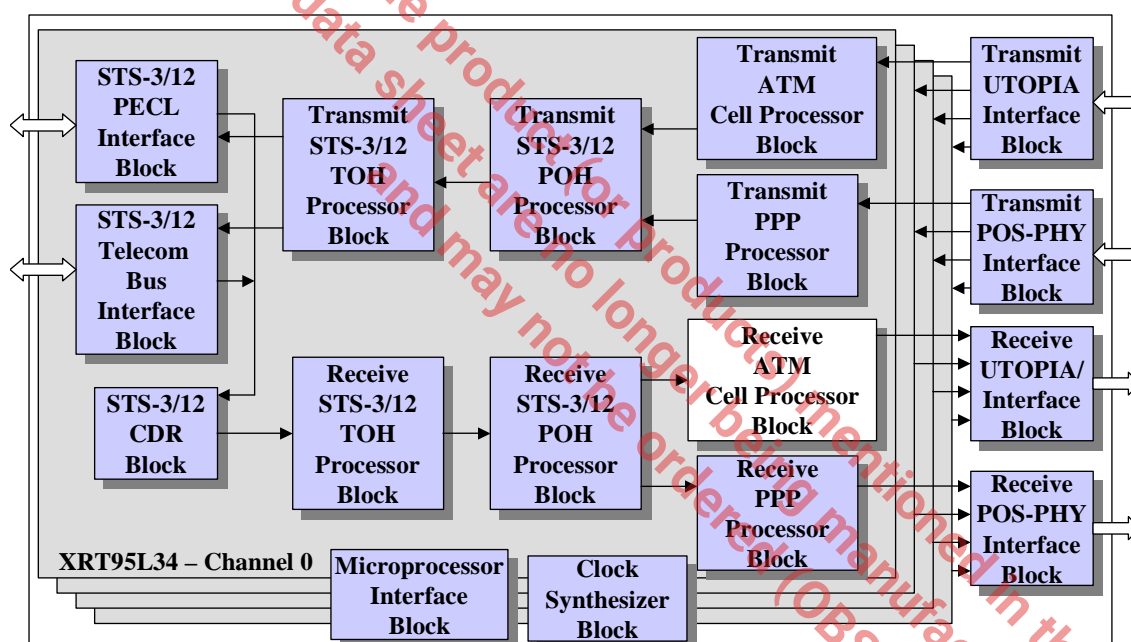 STS-3/12
PECL
Interface
Block
STS-3/12
Telecom
Bus
Interface
Block
STS-3/12
CDR
Block
Transmit
STS-3/12
TOH
Processor
Block
Transmit
STS-3/12
POH
Processor
Block
Transmit
ATM
Cell Processor
Block
Transmit
PPP
Processor
Block
Transmit
UTOPIA
Interface
Block
Transmit
POS-PHY
Interface
Block
Receive
STS-3/12
TOH
Processor
Block
Receive
STS-3/12
POH
Processor
Block
Receive
ATM
Cell Processor
Block
Receive
PPP
Processor
Block
Receive
UTOPIA/
Interface
Block
Receive
POS-PHY
Interface
Block
XRT95L34 – Channel 0
Microprocessor
Interface
Block
Clock
Synthesizer
Block
product (or products) mentioned in
data sheet are no longer being
and may not be ordered